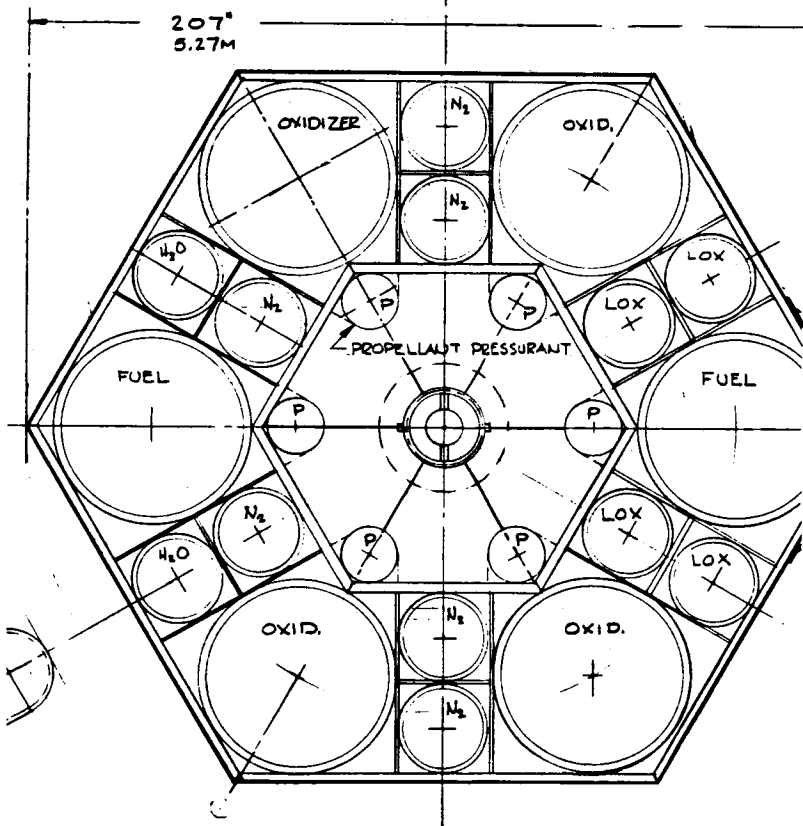 207"
5.27M
OXIDIZER
N₂
OXID.
N₂
H₂O
N₂
LOX
LOX
P
P
PROPELLANT PRESSURANT
FUEL
FUEL
P
P
N₂
H₂O
LOX
LOX
P
P
OXID.
N₂
OXID.
N₂